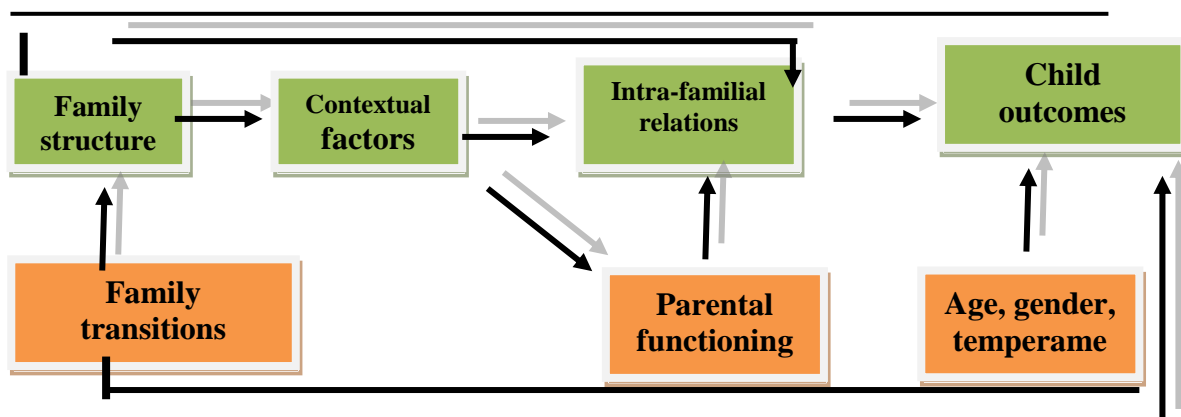 Family
structure
Contextual
factors
Intra-familial
relations
Child
outcomes
Family
transitions
Parental
functioning
Age, gender,
temperame